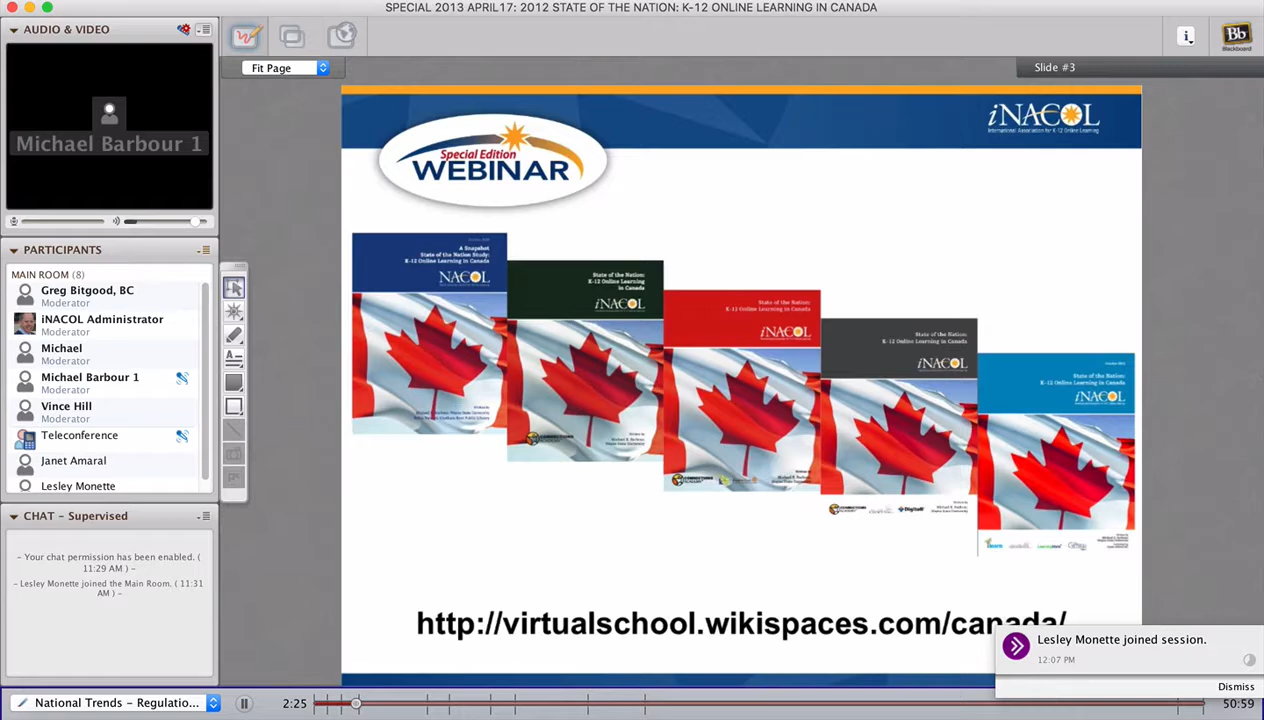 SPECIAL 2013 APRIL17: 2012 STATE OF THE NATION: K-12 ONLINE LEARNING IN CANADA
AUDIO & VIDEO
Michael Barbour 1
PARTICIPANTS
MAIN ROOM (8)
Greg Bitgood, BC
Moderator
iNACOL Administrator
Moderator
Michael
Moderator
Michael Barbour 1
Moderator
Vince Hill
Moderator
Teleconference
Janet Amaral
Lesley Monette
CHAT - Supervised
- Your chat permission has been enabled. (
11:29 AM ) -
- Lesley Monette joined the Main Room. ( 11:31
AM ) -
National Trends - Regulatio...
2:25
50:59
Fit Page
i
Bb
Blackboard
Slide #3
Special Edition
WEBINAR
iNACOL
International Association for K-12 Online Learning
A Snapshot
State of the Nation Study:
K-12 Online Learning in Canada
NACOL
State of the Nation:
K-12 Online Learning
in Canada
iNACOL
CONNECTIONS
ACADEMY
State of the Nation:
K-12 Online Learning in Canada
iNACOL
CONNECTIONS
ACADEMY
State of the Nation:
K-12 Online Learning in Canada
iNACOL
State of the Nation:
K-12 Online Learning in Canada
iNACOL
http://virtualschool.wikispaces.com/canada/
Lesley Monette joined session.
12:07 PM
Dismiss